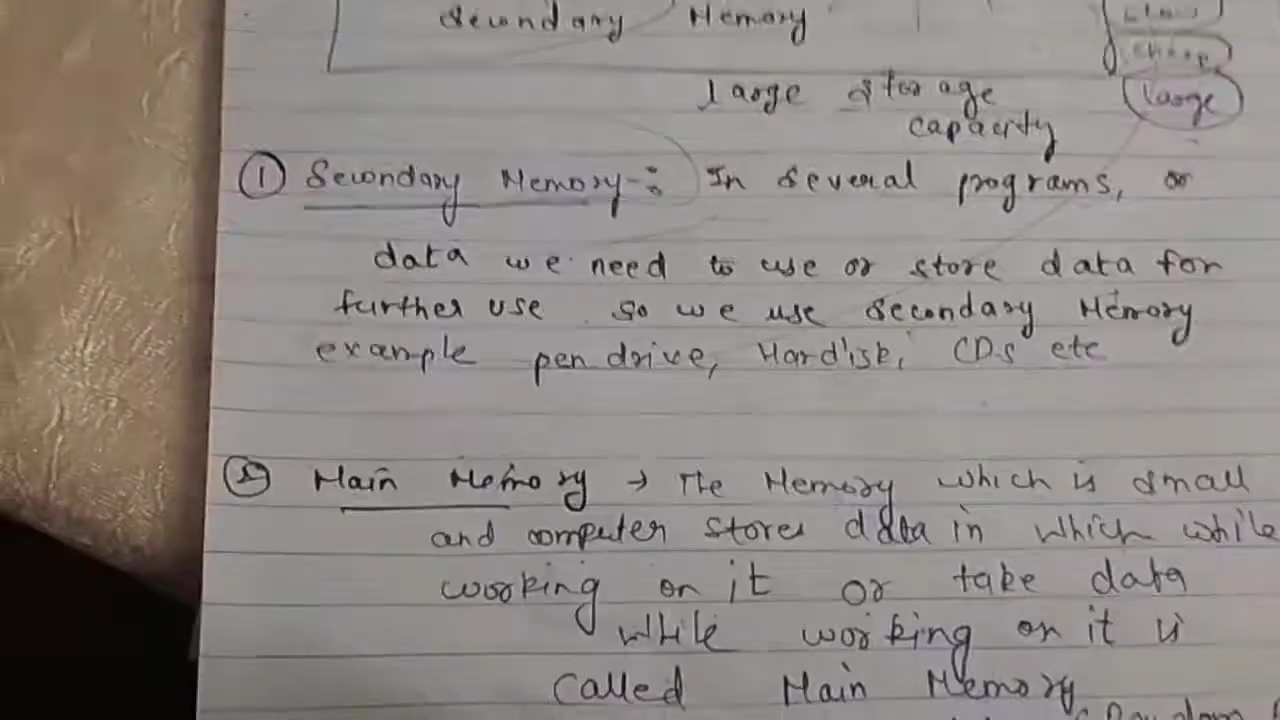 Secondary Memory
cheap
large storage large
capacity
① Secondary Memory-: In several programs, or
data we need to use or store data for
further use so we use secondary Memory
example pen drive, Hardisk, CDs etc
② Main Memory → The Memory which is small
and computer stores data in which while
working on it or take data
while working on it is
called Main Memory
(Random